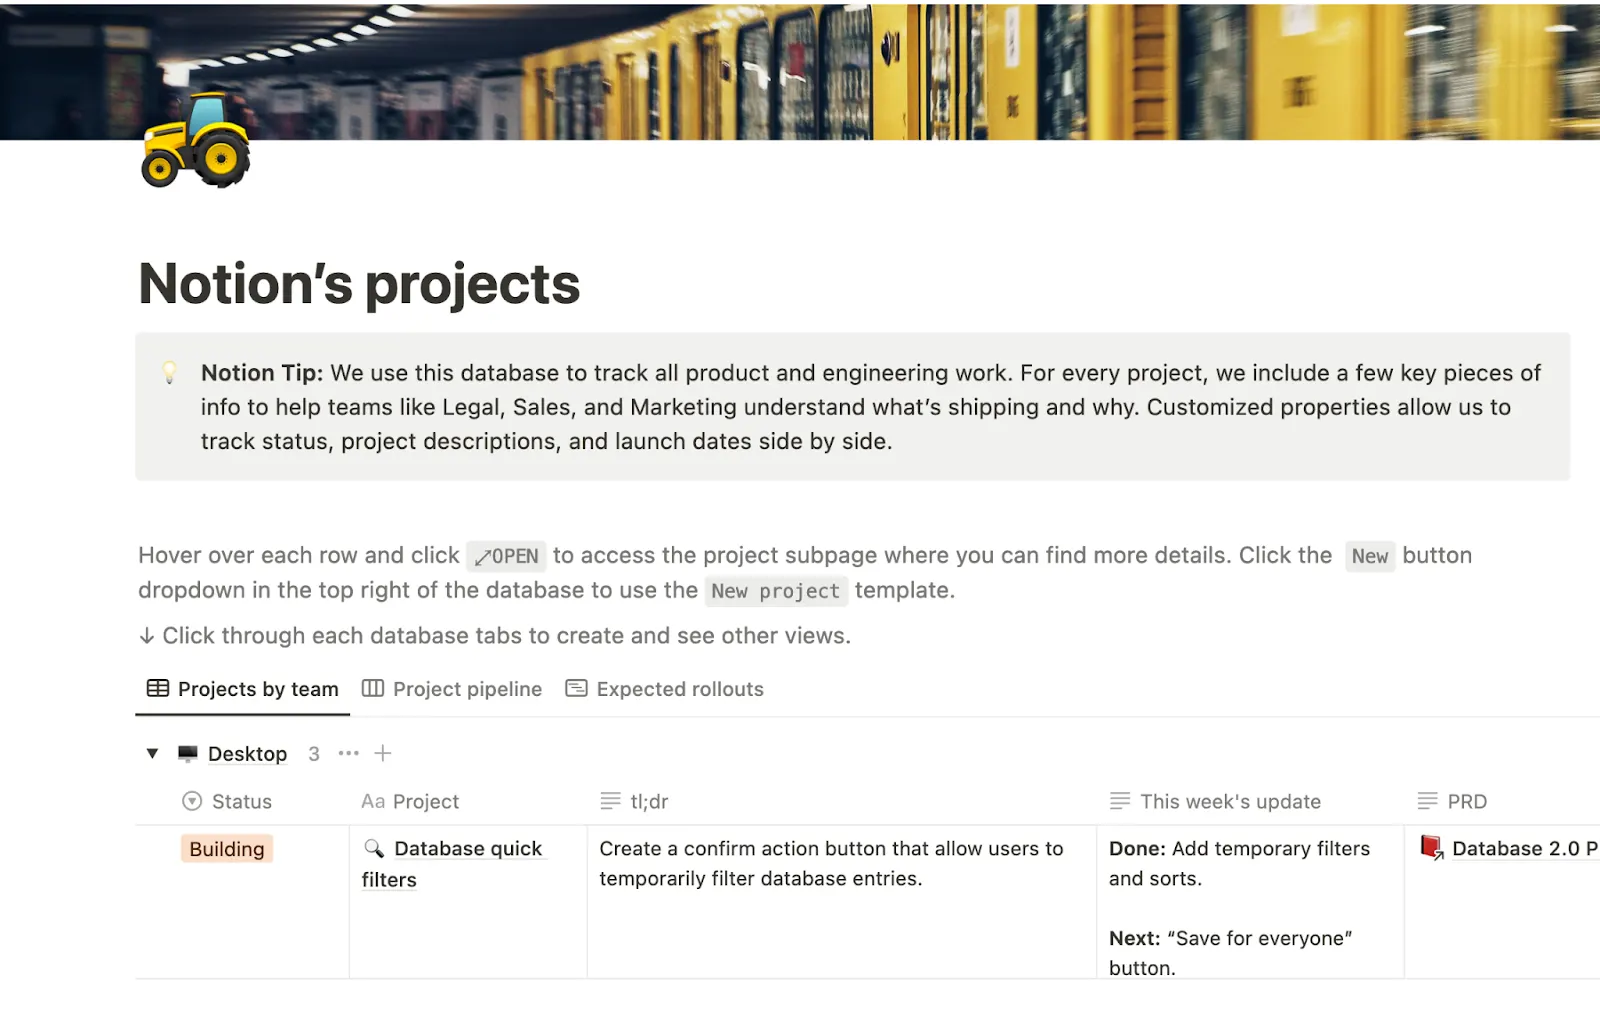 Notion’s projects
Notion Tip: We use this database to track all product and engineering work. For every project, we include a few key pieces of
info to help teams like Legal, Sales, and Marketing understand what’s shipping and why. Customized properties allow us to
track status, project descriptions, and launch dates side by side.
Hover over each row and click ⤢OPEN to access the project subpage where you can find more details. Click the New button
dropdown in the top right of the database to use the New project template.
↓ Click through each database tabs to create and see other views.
Projects by team Project pipeline Expected rollouts
Desktop 3 ••• +
Status Aa Project tl;dr This week's update PRD
Building
Database quick
filters
Create a confirm action button that allow users to
temporarily filter database entries.
Done: Add temporary filters
and sorts.
Next: “Save for everyone”
button.
Database 2.0 P